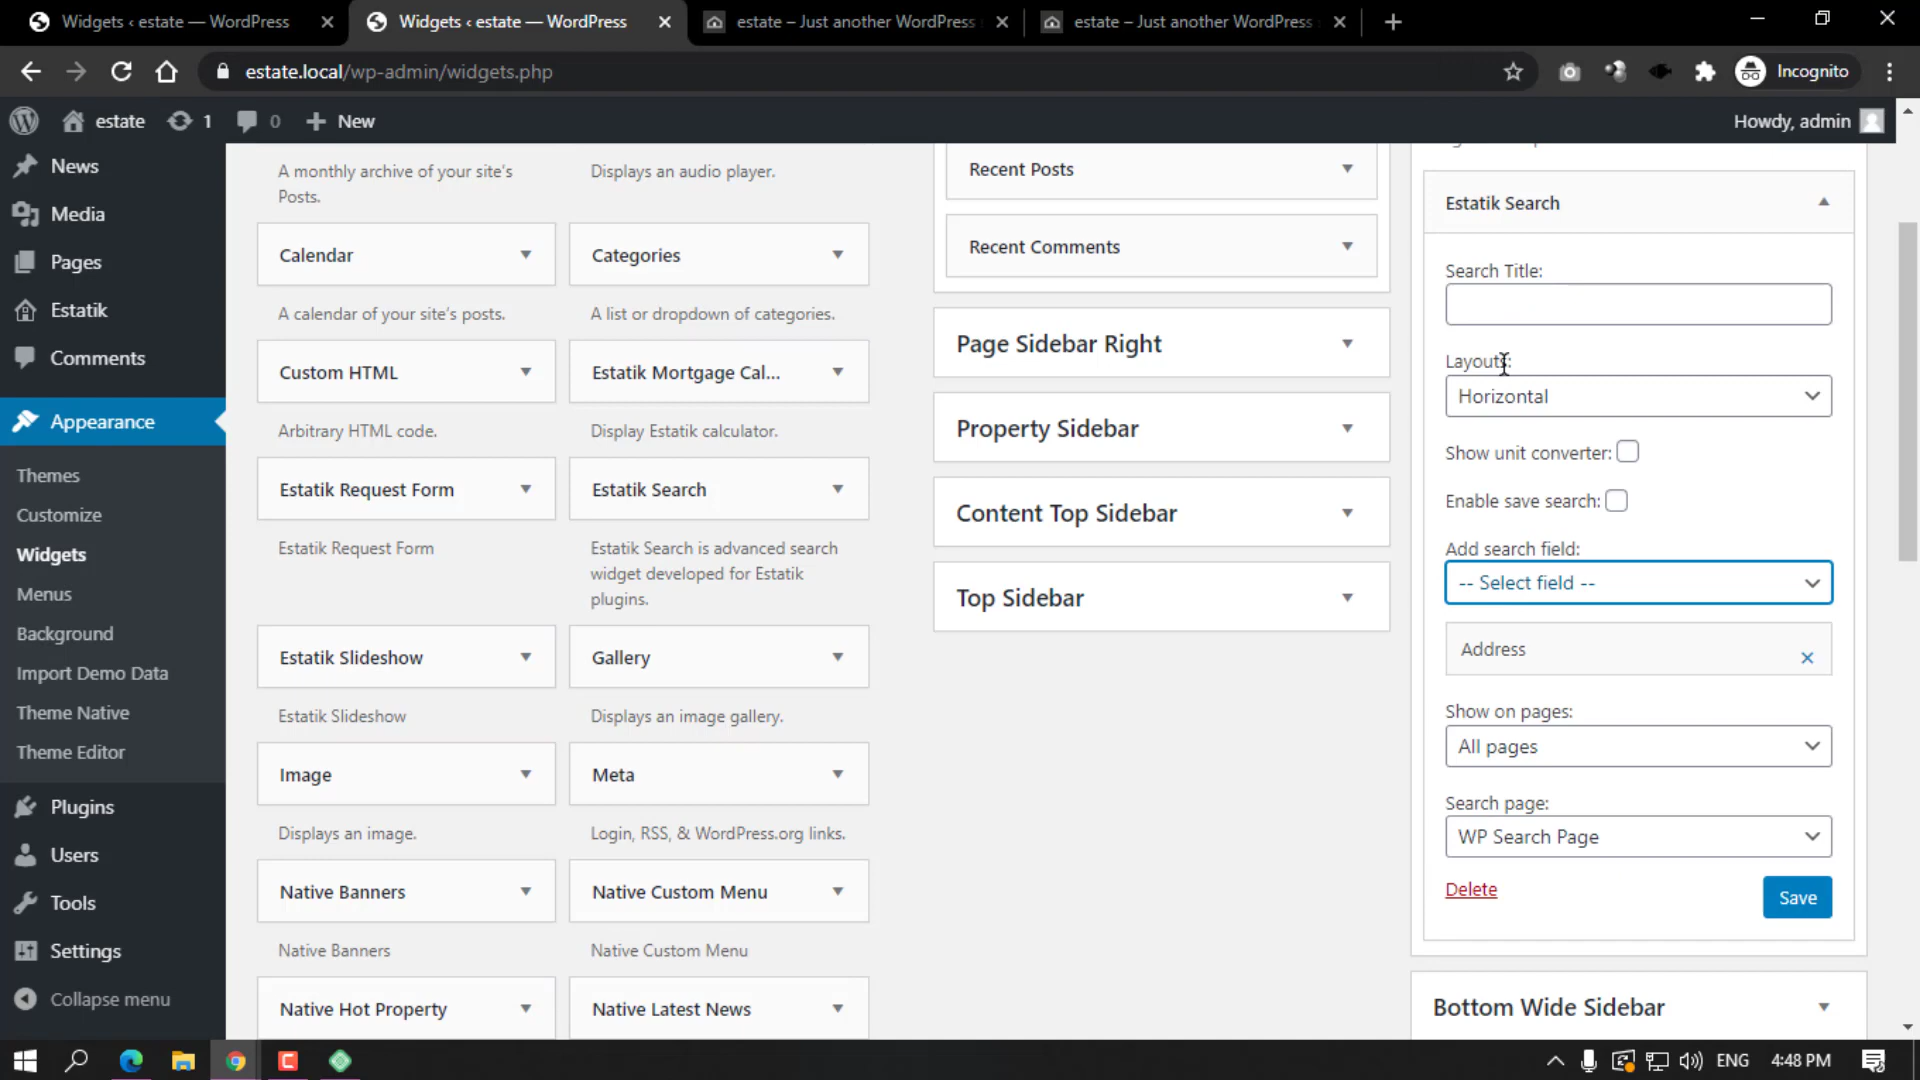 Widgets ‹ estate — WordPress
Widgets ‹ estate — WordPress
estate – Just another WordPress
estate – Just another WordPress
estate.local/wp-admin/widgets.php
Incognito
estate
1
0
New
Howdy, admin
News
Media
Pages
Estatik
Comments
Appearance
Themes
Customize
Widgets
Menus
Background
Import Demo Data
Theme Native
Theme Editor
Plugins
Users
Tools
Settings
Collapse menu
A monthly archive of your site's
Posts.
Displays an audio player.
Calendar
Categories
A calendar of your site's posts.
A list or dropdown of categories.
Custom HTML
Estatik Mortgage Cal...
Arbitrary HTML code.
Display Estatik calculator.
Estatik Request Form
Estatik Search
Estatik Request Form
Estatik Search is advanced search
widget developed for Estatik
plugins.
Estatik Slideshow
Gallery
Estatik Slideshow
Displays an image gallery.
Image
Meta
Displays an image.
Login, RSS, & WordPress.org links.
Native Banners
Native Custom Menu
Native Banners
Native Custom Menu
Native Hot Property
Native Latest News
Recent Posts
Recent Comments
Page Sidebar Right
Property Sidebar
Content Top Sidebar
Top Sidebar
Estatik Search
Search Title:
Layouts:
Horizontal
Show unit converter:
Enable save search:
Add search field:
-- Select field --
Address
×
Show on pages:
All pages
Search page:
WP Search Page
Delete
Save
Bottom Wide Sidebar
ENG
4:48 PM